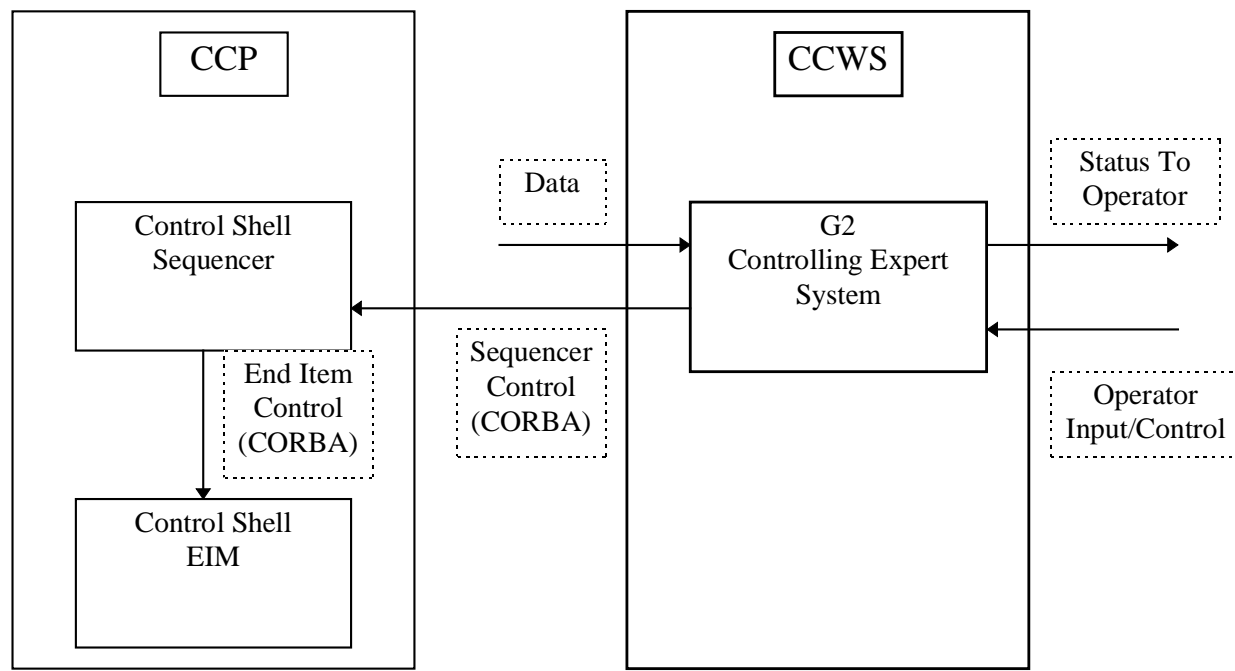 CCP
CCWS
Data
Status To
Operator
Control Shell
Sequencer
G2
Controlling Expert
System
End Item
Control
(CORBA)
Sequencer
Control
(CORBA)
Operator
Input/Control
Control Shell
EIM